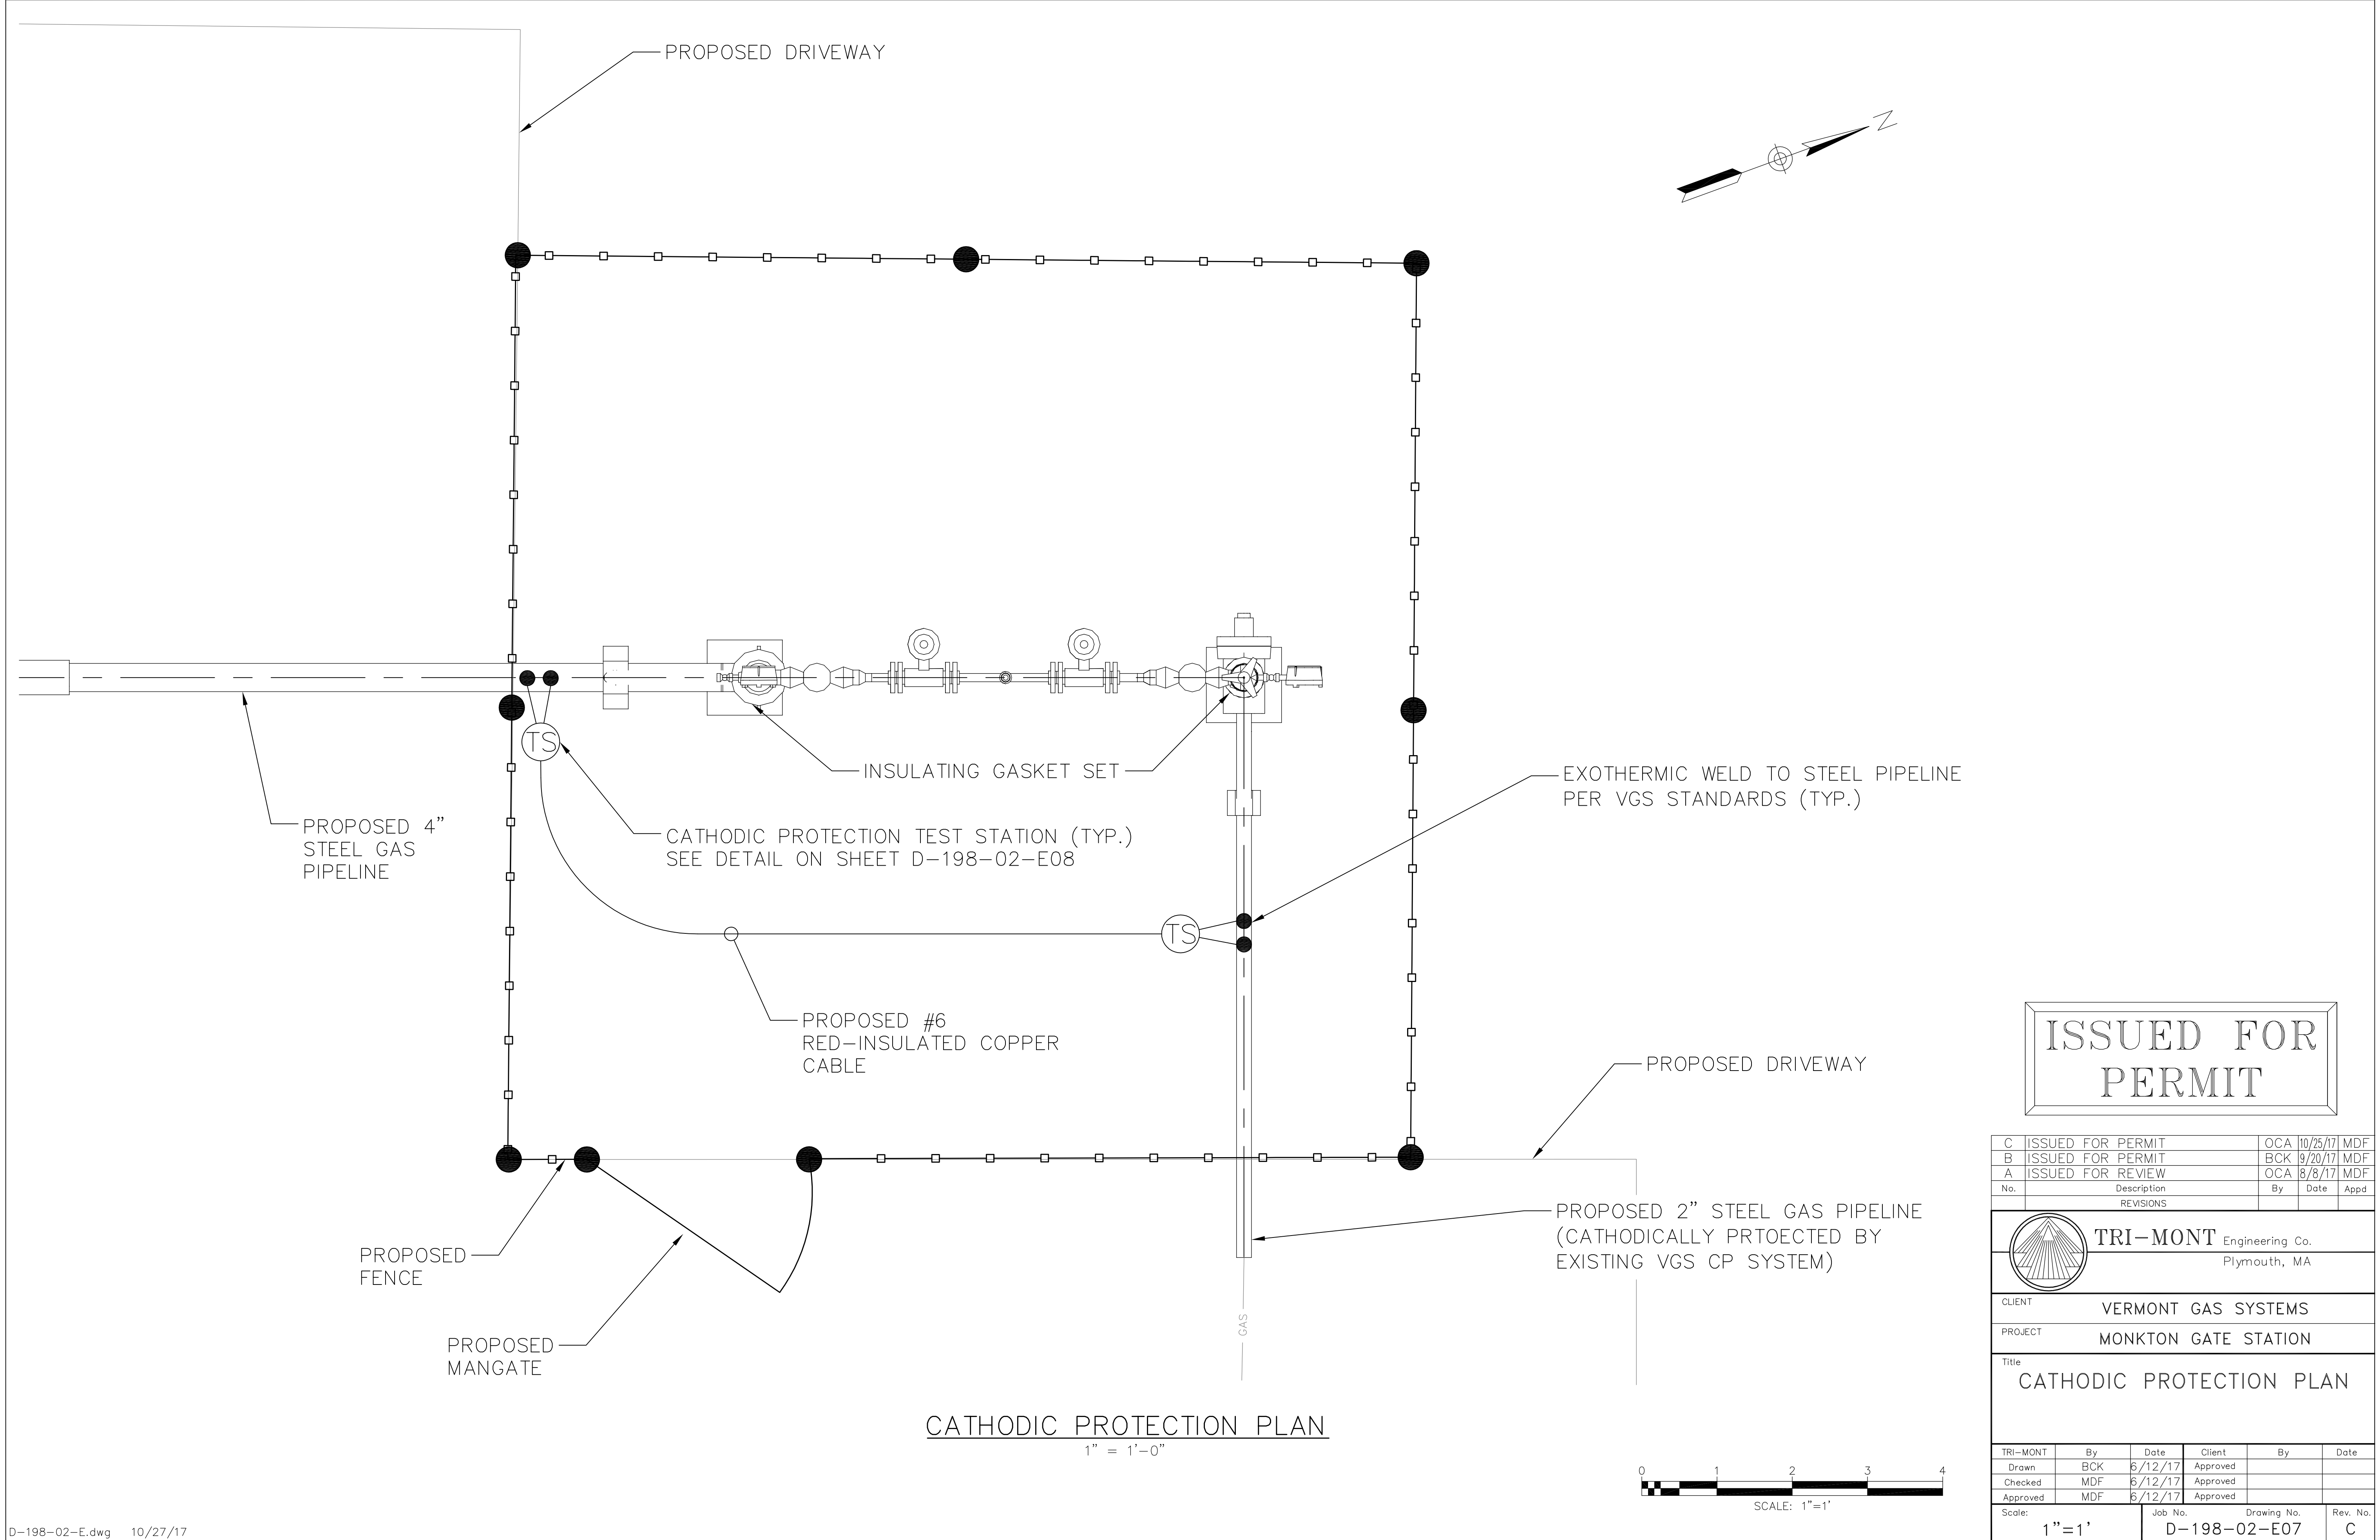 PROPOSED DRIVEWAY
N
TS
INSULATING GASKET SET
EXOTHERMIC WELD TO STEEL PIPELINE
PER VGS STANDARDS (TYP.)
PROPOSED 4"
STEEL GAS
PIPELINE
CATHODIC PROTECTION TEST STATION (TYP.)
SEE DETAIL ON SHEET D-198-02-E08
TS
PROPOSED #6
RED-INSULATED COPPER
CABLE
PROPOSED DRIVEWAY
PROPOSED 2" STEEL GAS PIPELINE
(CATHODICALLY PRTOECTED BY
EXISTING VGS CP SYSTEM)
PROPOSED
FENCE
PROPOSED
MANGATE
GAS
CATHODIC PROTECTION PLAN
1" = 1'-0"
0 1 2 3 4
SCALE: 1"=1'
D-198-02-E.dwg 10/27/17
ISSUED FOR
PERMIT
C ISSUED FOR PERMIT OCA 10/25/17 MDF
B ISSUED FOR PERMIT BCK 9/20/17 MDF
A ISSUED FOR REVIEW OCA 8/8/17 MDF
No. Description By Date Appd
REVISIONS
TRI-MONT Engineering Co.
Plymouth, MA
CLIENT VERMONT GAS SYSTEMS
PROJECT MONKTON GATE STATION
Title
CATHODIC PROTECTION PLAN
TRI-MONT By Date Client By Date
Drawn BCK 6/12/17 Approved
Checked MDF 6/12/17 Approved
Approved MDF 6/12/17 Approved
Scale: Job No. Drawing No. Rev. No.
1"=1' D-198-02-E07 C